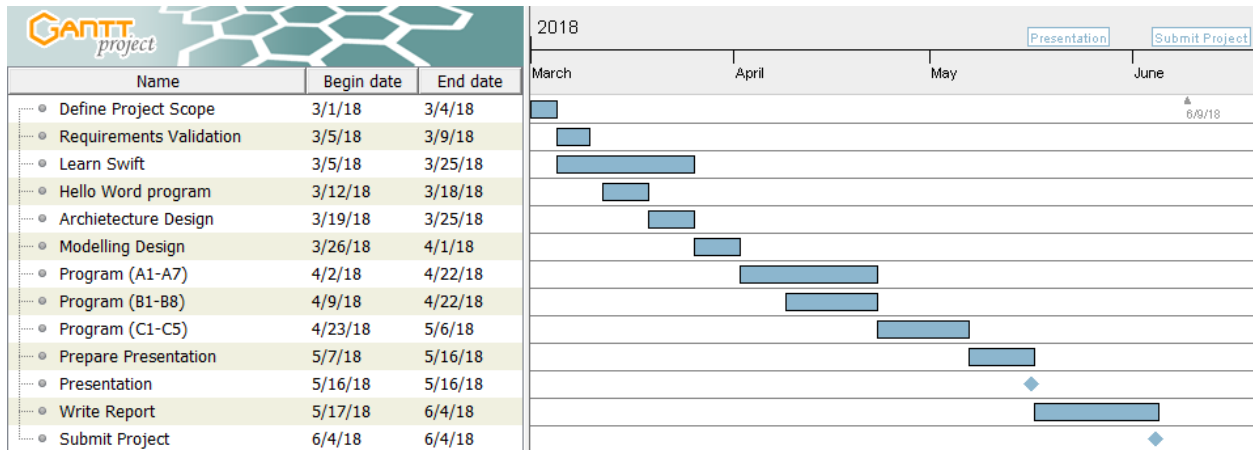 GANTT
project
2018
Presentation Submit Project
Name Begin date End date
March April May June
Define Project Scope 3/1/18 3/4/18
6/9/18
Requirements Validation 3/5/18 3/9/18
Learn Swift 3/5/18 3/25/18
Hello Word program 3/12/18 3/18/18
Archietecture Design 3/19/18 3/25/18
Modelling Design 3/26/18 4/1/18
Program (A1-A7) 4/2/18 4/22/18
Program (B1-B8) 4/9/18 4/22/18
Program (C1-C5) 4/23/18 5/6/18
Prepare Presentation 5/7/18 5/16/18
Presentation 5/16/18 5/16/18
Write Report 5/17/18 6/4/18
Submit Project 6/4/18 6/4/18